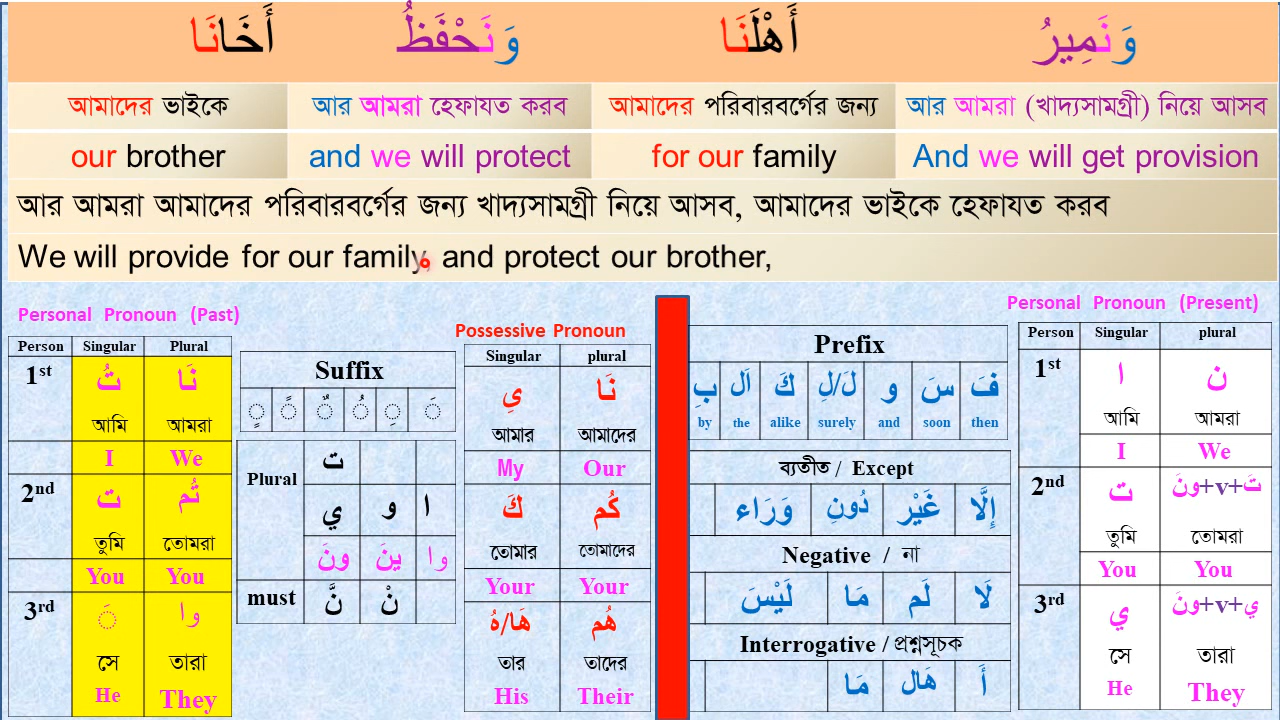 وَنَمِيرُ أَهْلَنَا وَنَحْفَظُ أَخَانَا
আমাদের ভাইকে আর আমরা হেফাযত করব আমাদের পরিবারবর্গের জন্য আর আমরা (খাদ্যসামগ্রী) নিয়ে আসব
our brother and we will protect for our family And we will get provision
আর আমরা আমাদের পরিবারবর্গের জন্য খাদ্যসামগ্রী নিয়ে আসব, আমাদের ভাইকে হেফাযত করব
We will provide for our family, and protect our brother,
Personal Pronoun (Past)
Person Singular Plural
1st تُ نَا
আমি আমরা
I We
2nd ت تُم
তুমি তোমরা
You You
3rd َ وا
সে তারা
He They
Suffix
ٍ ً ٌ ُ ِ َ
Plural ت
ي و ا
ونَ ينَ وا
must نَّ نْ
Possessive Pronoun
Singular plural
يِ نَا
আমার আমাদের
My Our
كَ كُم
তোমার তোমাদের
Your Your
هَا/هُ هُم
তার তাদের
His Their
Prefix
بِ اَل كَ لَ/لِ و سَ فَ
by the alike surely and soon then
ব্যতীত / Except
وَرَاء دُونِ غَيْر إِلَّا
Negative / না
لَيْسَ مَا لَم لَا
Interrogative / প্রশ্নসূচক
مَا هَال أَ
Personal Pronoun (Present)
Person Singular plural
1st ا ن
আমি আমরা
I We
2nd ت تَ+v+ونَ
তুমি তোমরা
You You
3rd ي ي+v+ونَ
সে তারা
He They